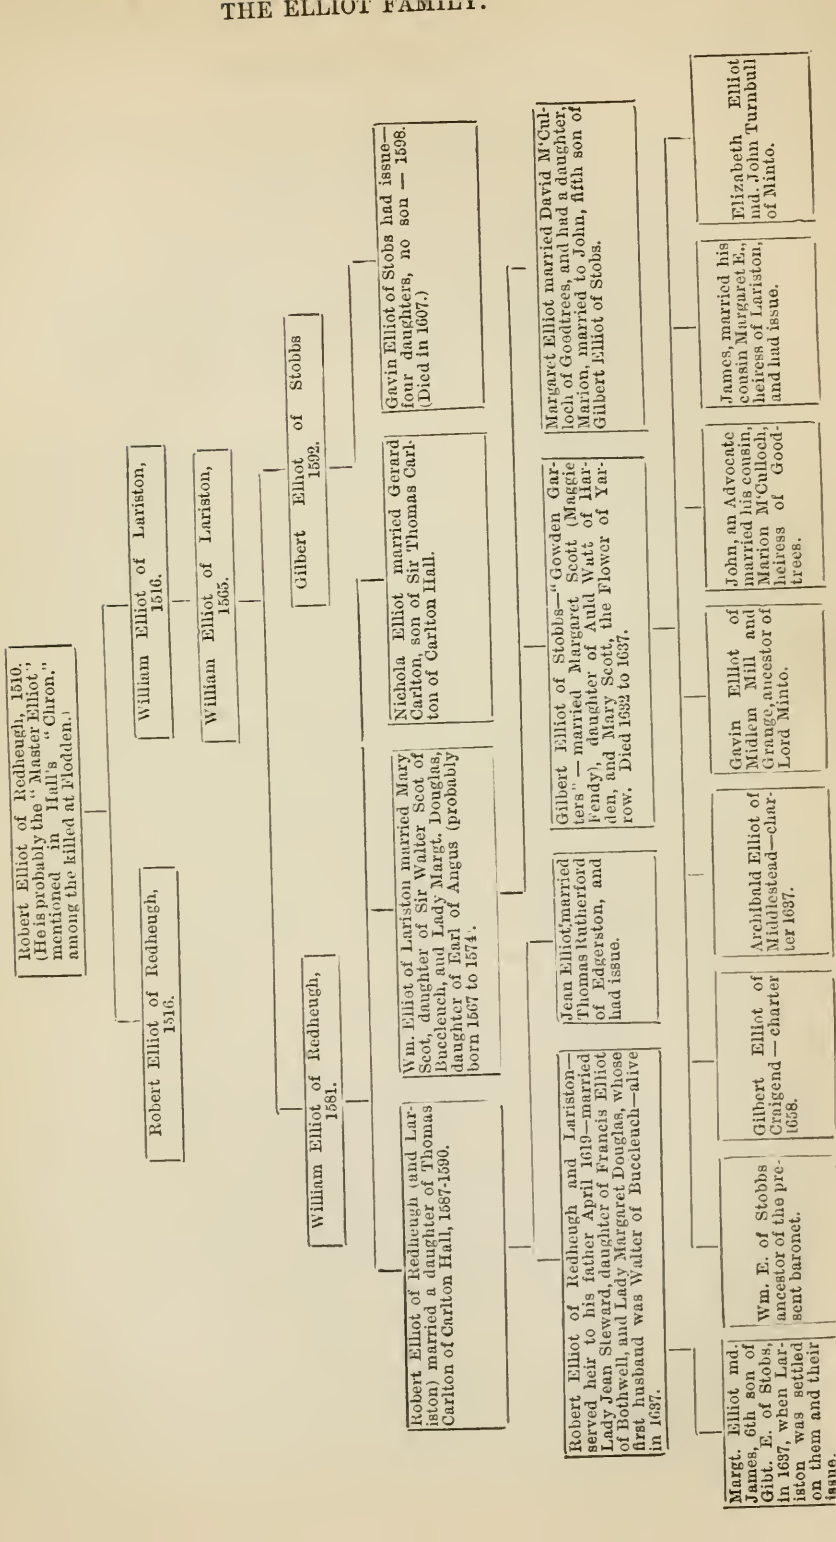 THE ELLIOT FAMILY.
Robert Elliot of Redheugh, 1510,
(He is probably the "Master Elliot"
mentioned in Hall's "Chron."
among the killed at Flodden.)
Robert Elliot of Redheugh,
1516.
William Elliot of Lariston,
1516.
William Elliot of Lariston,
1565.
William Elliot of Redheugh,
1581.
Gilbert Elliot of Stobbs
1592.
Robert Elliot of Redheugh (and Lar-
iston) married a daughter of Thomas
Carlton of Carlton Hall, 1587-1590.
Wm. Elliot of Lariston married Mary
Scot, daughter of Sir Walter Scot of
Buccleuch, and Lady Margt. Douglas,
daughter of Earl of Angus (probably
born 1567 to 1574).
Nichola Elliot married Gerard
Carlton, son of Sir Thomas Carl-
ton of Carlton Hall.
Gavin Elliot of Stobs had issue—
four daughters, no son — 1598.
(Died in 1607.)
Robert Elliot of Redheugh and Lariston—
served heir to his father April 1619—married
Lady Jean Steward, daughter of Francis Elliot
of Bothwell, and Lady Margaret Douglas, whose
first husband was Walter of Buccleuch—alive
in 1637.
Jean Elliot married
Thomas Rutherford
of Edgerston, and
had issue.
Gilbert Elliot of Stobbs—"Gowden Gar-
ters" — married Margaret Scott (Maggie
Fendy), daughter of Auld Watt of Har-
den, and Mary Scott, the Flower of Yar-
row. Died 1632 to 1637.
Margaret Elliot married David M'Cul-
loch of Goodtrees, and had a daughter,
Marion, married to John, fifth son of
Gilbert Elliot of Stobs.
Margt. Elliot md.
James, 6th son of
Gibt. E. of Stobs,
in 1637, when Lar-
iston was settled
on them and their
issue.
Wm. E. of Stobbs
ancestor of the pre-
sent baronet.
Gilbert Elliot of
Craigend — charter
1658.
Archibald Elliot of
Middlestead—char-
ter 1637.
Gavin Elliot of
Midlem Mill and
Grange, ancestor of
Lord Minto.
John, an Advocate
married his cousin,
Marion M'Culloch,
heiress of Good-
trees.
James, married his
cousin Margaret E.,
heiress of Lariston,
and had issue.
Elizabeth Elliot
md. John Turnbull
of Minto.